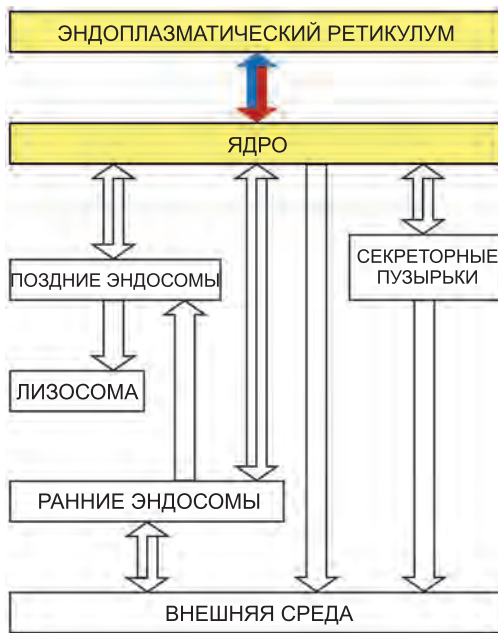 ЭНДОПЛАЗМАТИЧЕСКИЙ РЕТИКУЛУМ
ЯДРО
ПОЗДНИЕ ЭНДОСОМЫ
СЕКРЕТОРНЫЕ
ПУЗЫРЬКИ
ЛИЗОСОМА
РАННИЕ ЭНДОСОМЫ
ВНЕШНЯЯ СРЕДА